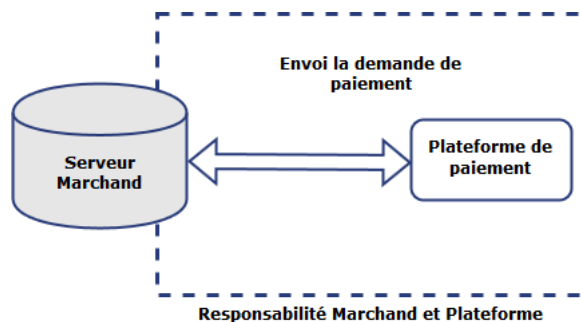 Envoi la demande de
paiement
Serveur
Marchand
Plateforme de
paiement
Responsabilité Marchand et Plateforme